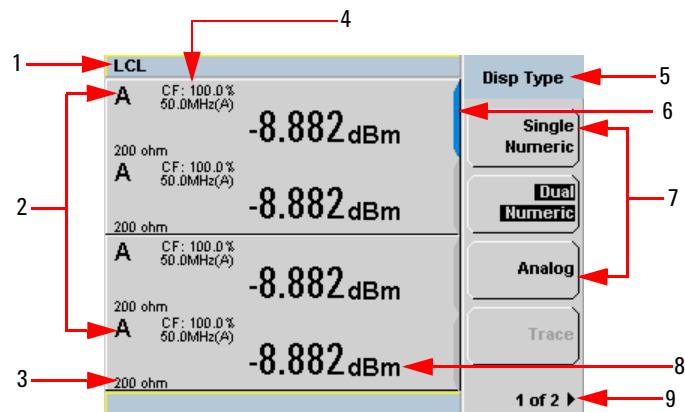 4
1
LCL
Disp Type
5
A
CF: 100.0%
50.0MHz(A)
-8.882dBm
200 ohm
6
Single
Numeric
A
CF: 100.0%
50.0MHz(A)
-8.882dBm
200 ohm
2
Dual
Numeric
7
A
CF: 100.0%
50.0MHz(A)
-8.882dBm
200 ohm
Analog
A
CF: 100.0%
50.0MHz(A)
-8.882dBm
200 ohm
Trace
8
3
1 of 2
9